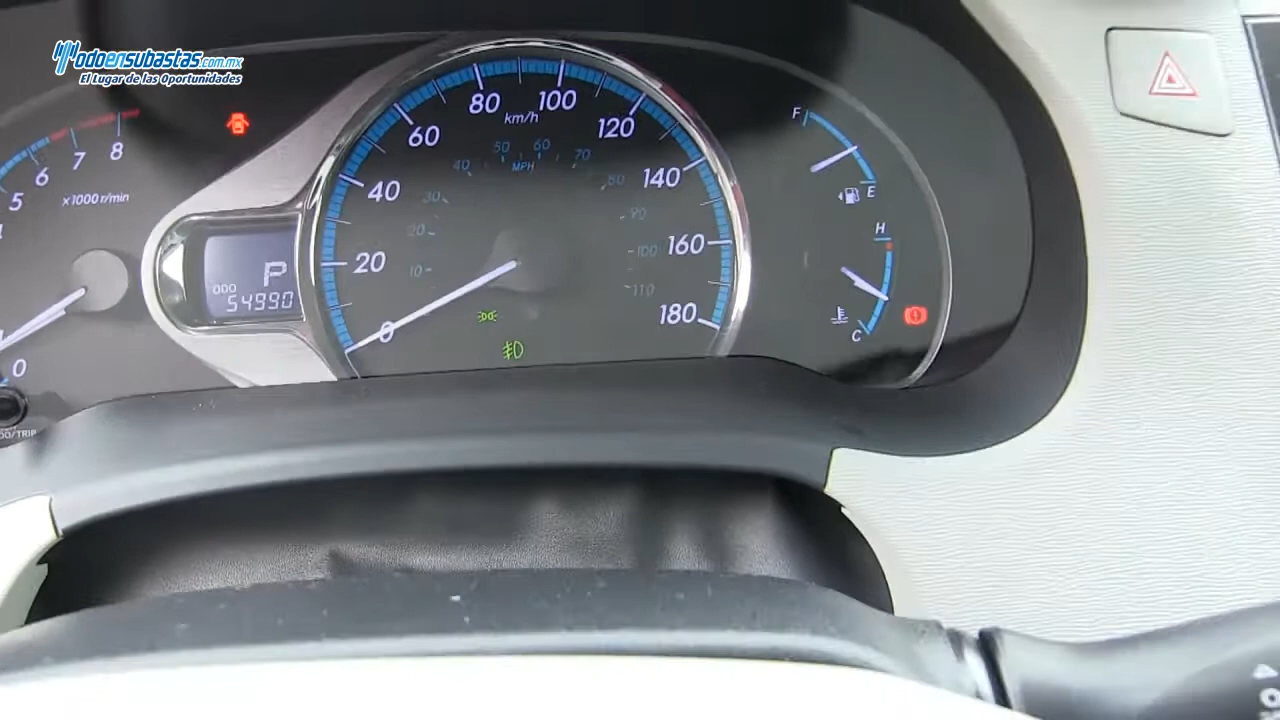 odoensubastas.com.mx
El Lugar de las Oportunidades
5
6
7
8
x1000 r/min
0
P
ODO
54990
0
20
40
60
80
100
120
140
160
180
km/h
10
20
30
40
50
60
70
80
90
100
110
MPH
F
E
H
C